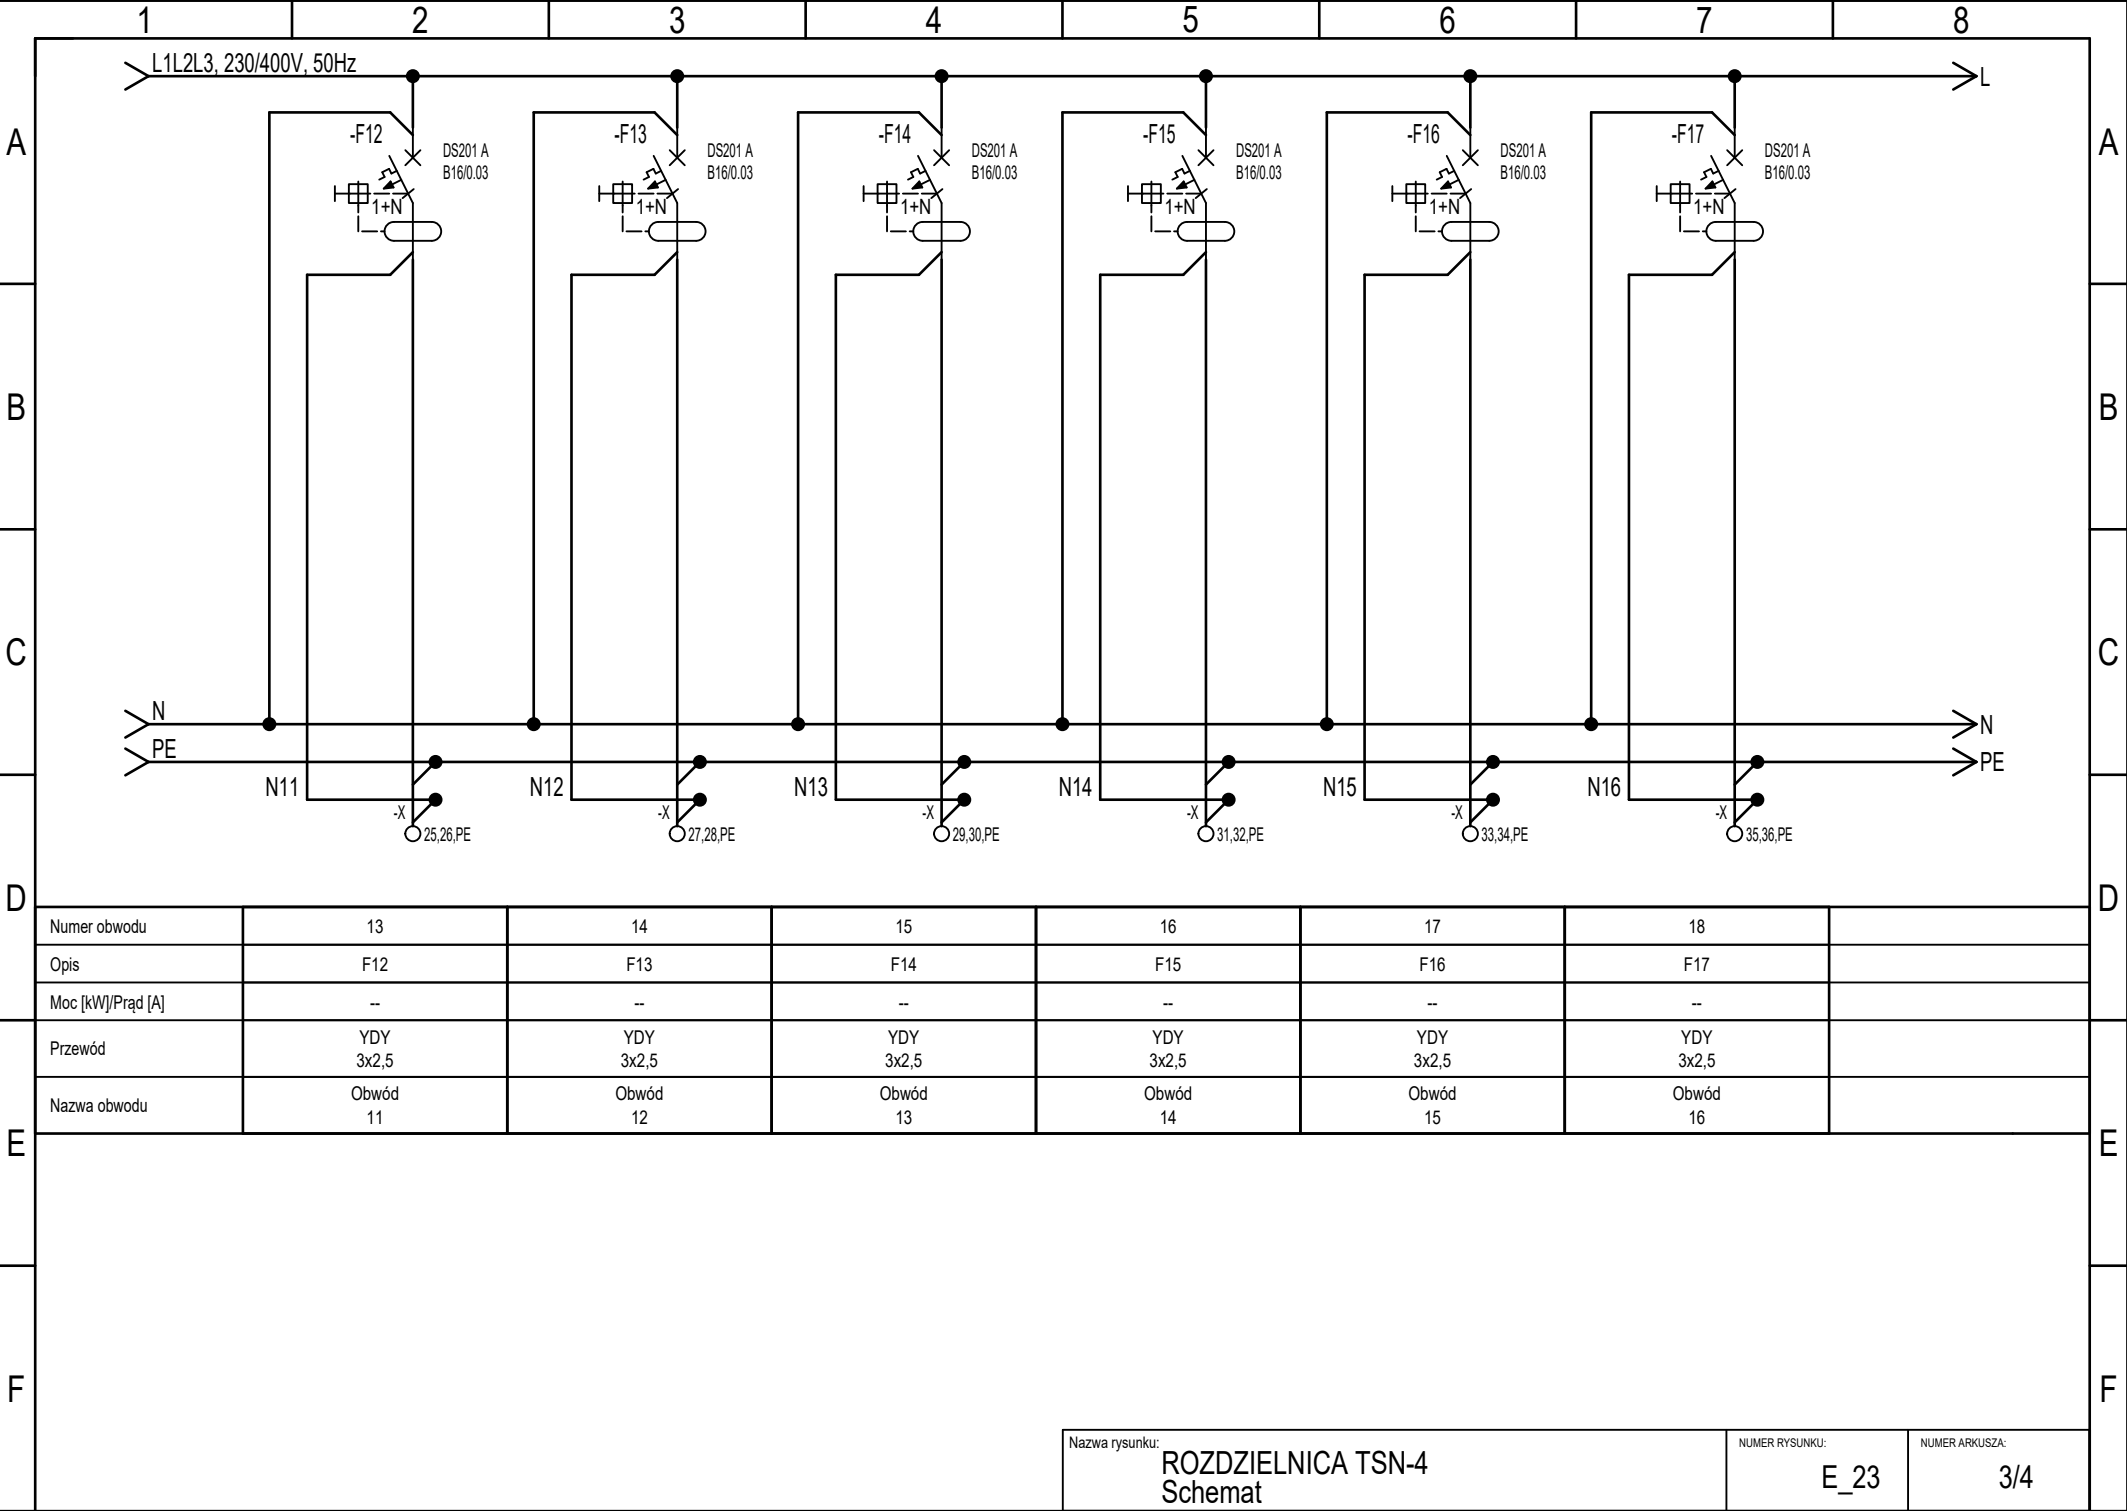 1 2 3 4 5 6 7 8
L1L2L3, 230/400V, 50Hz
L
A A
-F12 -F13 -F14 -F15 -F16 -F17
DS201 A DS201 A DS201 A DS201 A DS201 A DS201 A
B16/0.03 B16/0.03 B16/0.03 B16/0.03 B16/0.03 B16/0.03
1+N 1+N 1+N 1+N 1+N 1+N
B B
C C
N N
PE PE
N11 N12 N13 N14 N15 N16
-X -X -X -X -X -X
25,26,PE 27,28,PE 29,30,PE 31,32,PE 33,34,PE 35,36,PE
D D
Numer obwodu 13 14 15 16 17 18
Opis F12 F13 F14 F15 F16 F17
Moc [kW]/Prąd [A] -- -- -- -- -- --
Przewód YDY YDY YDY YDY YDY YDY
3x2,5 3x2,5 3x2,5 3x2,5 3x2,5 3x2,5
Nazwa obwodu Obwód Obwód Obwód Obwód Obwód Obwód
11 12 13 14 15 16
E E
F F
Nazwa rysunku: NUMER RYSUNKU: NUMER ARKUSZA:
ROZDZIELNICA TSN-4
Schemat
E_23 3/4